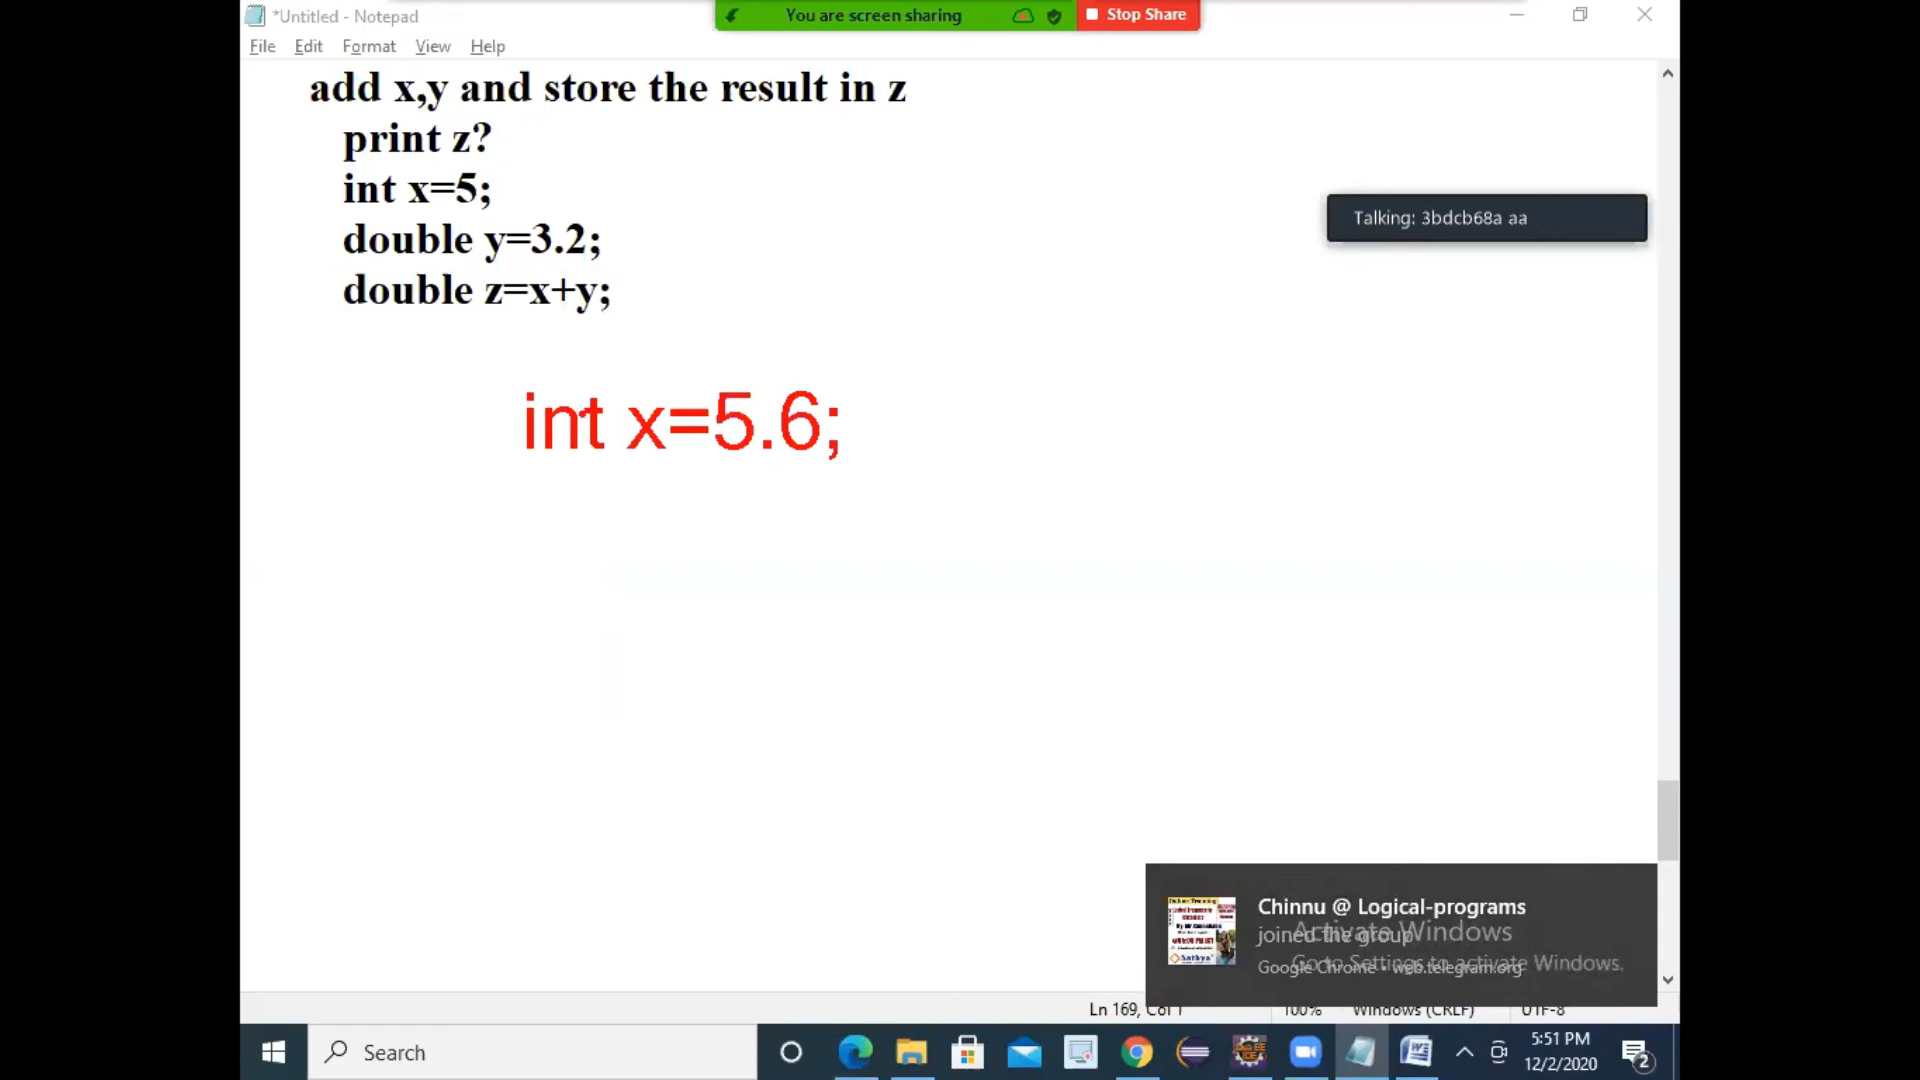 *Untitled - Notepad
You are screen sharing
Stop Share
File Edit Format View Help
add x,y and store the result in z
print z?
int x=5;
Talking: 3bdcb68a aa
double y=3.2;
double z=x+y;
int x=5.6;
Chinnu @ Logical-programs
Activate Windows
joined the group
Go to Settings to activate Windows.
Google Chrome • web.telegram.org
Ln 169, Col 1
100%
Windows (CRLF)
UTF-8
Search
5:51 PM
12/2/2020
2